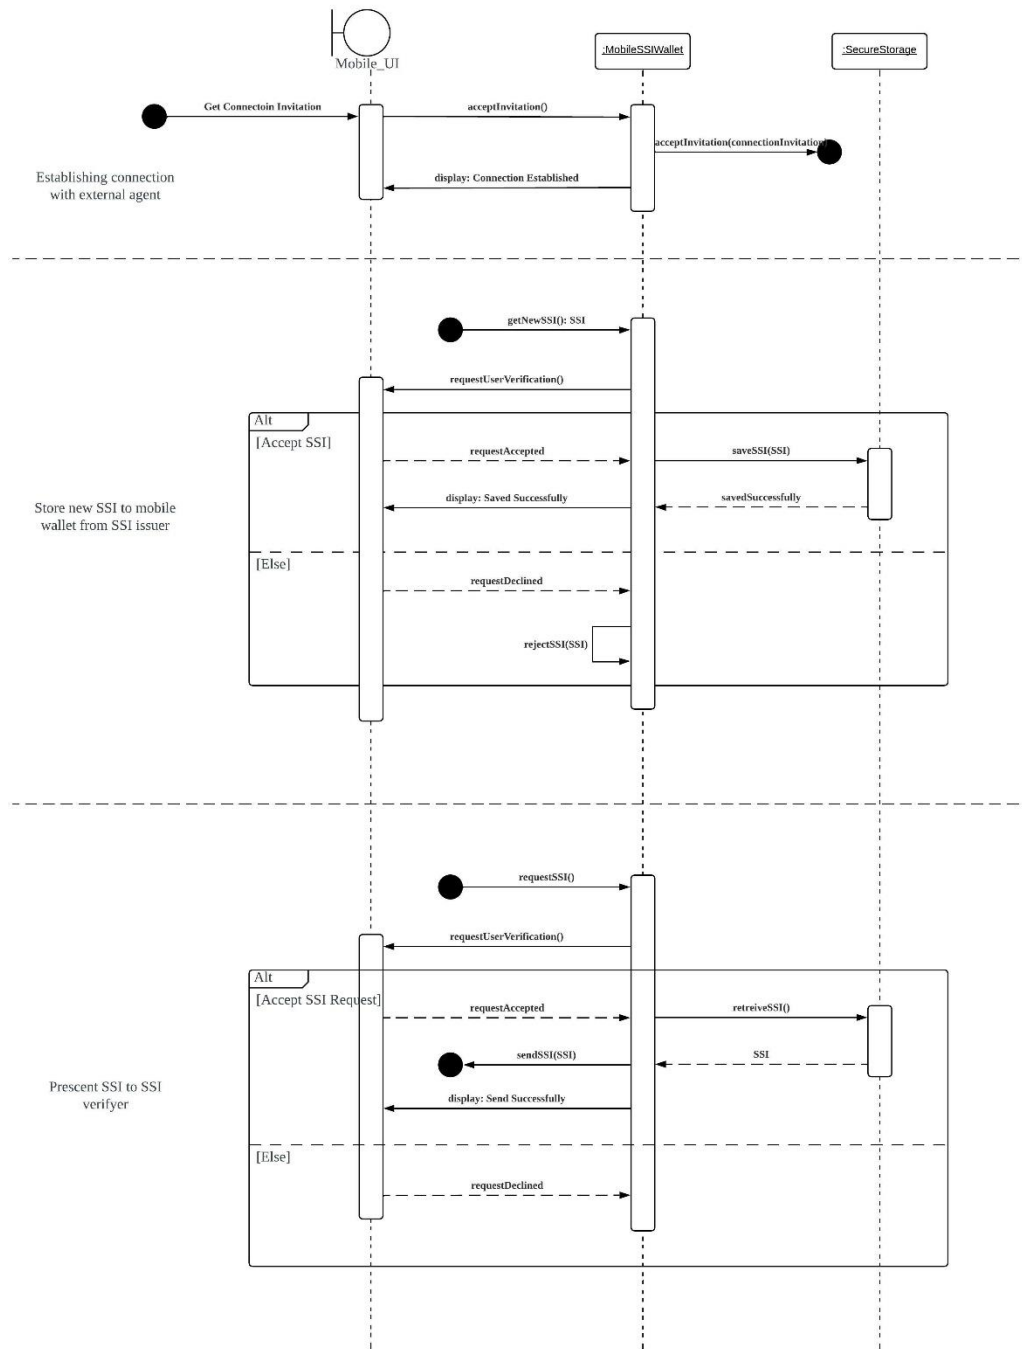 Mobile_UI
:MobileSSIWallet
:SecureStorage
Get Connectoin Invitation
acceptInvitation()
acceptInvitation(connectionInvitation)
Establishing connection
with external agent
display: Connection Established
getNewSSI(): SSI
requestUserVerification()
Alt
[Accept SSI]
requestAccepted
saveSSI(SSI)
display: Saved Successfully
savedSuccessfully
Store new SSI to mobile
wallet from SSI issuer
[Else]
requestDeclined
rejectSSI(SSI)
requestSSI()
requestUserVerification()
Alt
[Accept SSI Request]
requestAccepted
retreiveSSI()
sendSSI(SSI)
SSI
Prescent SSI to SSI
verifyer
display: Send Successfully
[Else]
requestDeclined